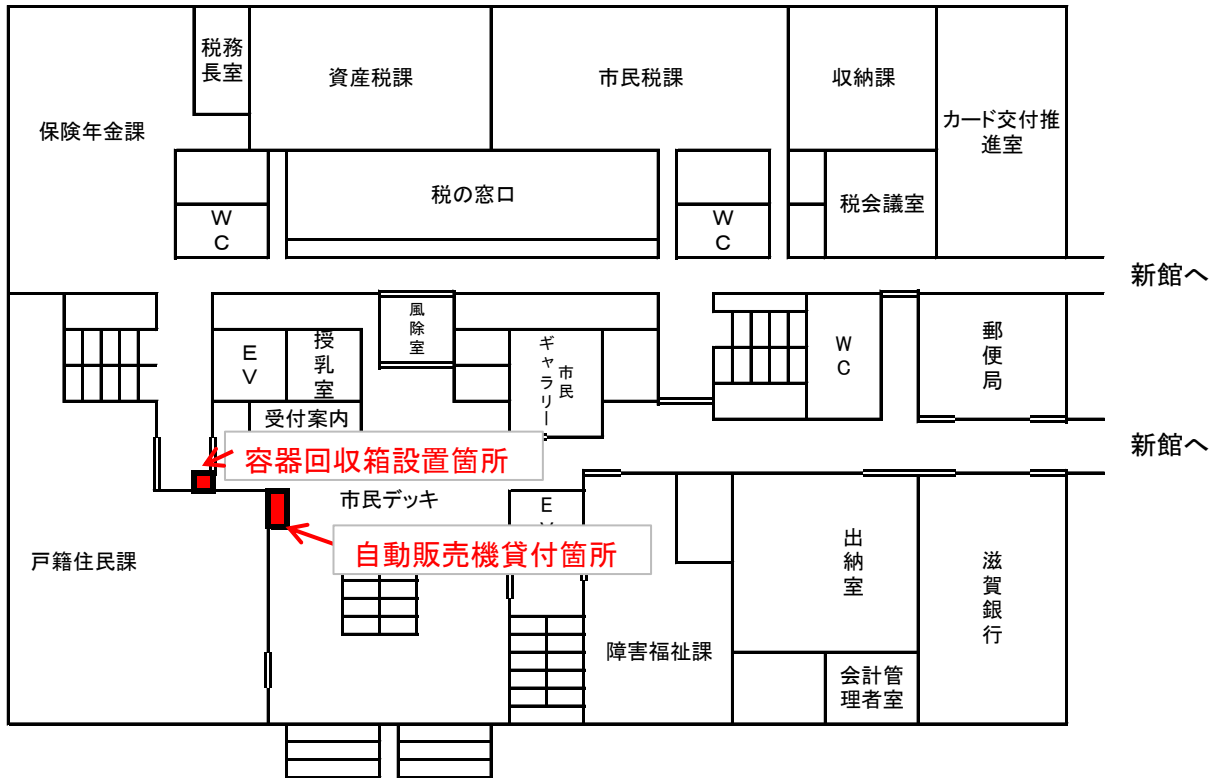 税務
長室
資産税課
市民税課
収納課
カード交付推
進室
保険年金課
税の窓口
税会議室
WC
WC
新館へ
風除室
EV
授乳室
市民
ギャラリー
WC
郵便局
受付案内
新館へ
容器回収箱設置箇所
市民デッキ
EV
自動販売機貸付箇所
戸籍住民課
出納室
滋賀銀行
障害福祉課
会計管
理者室